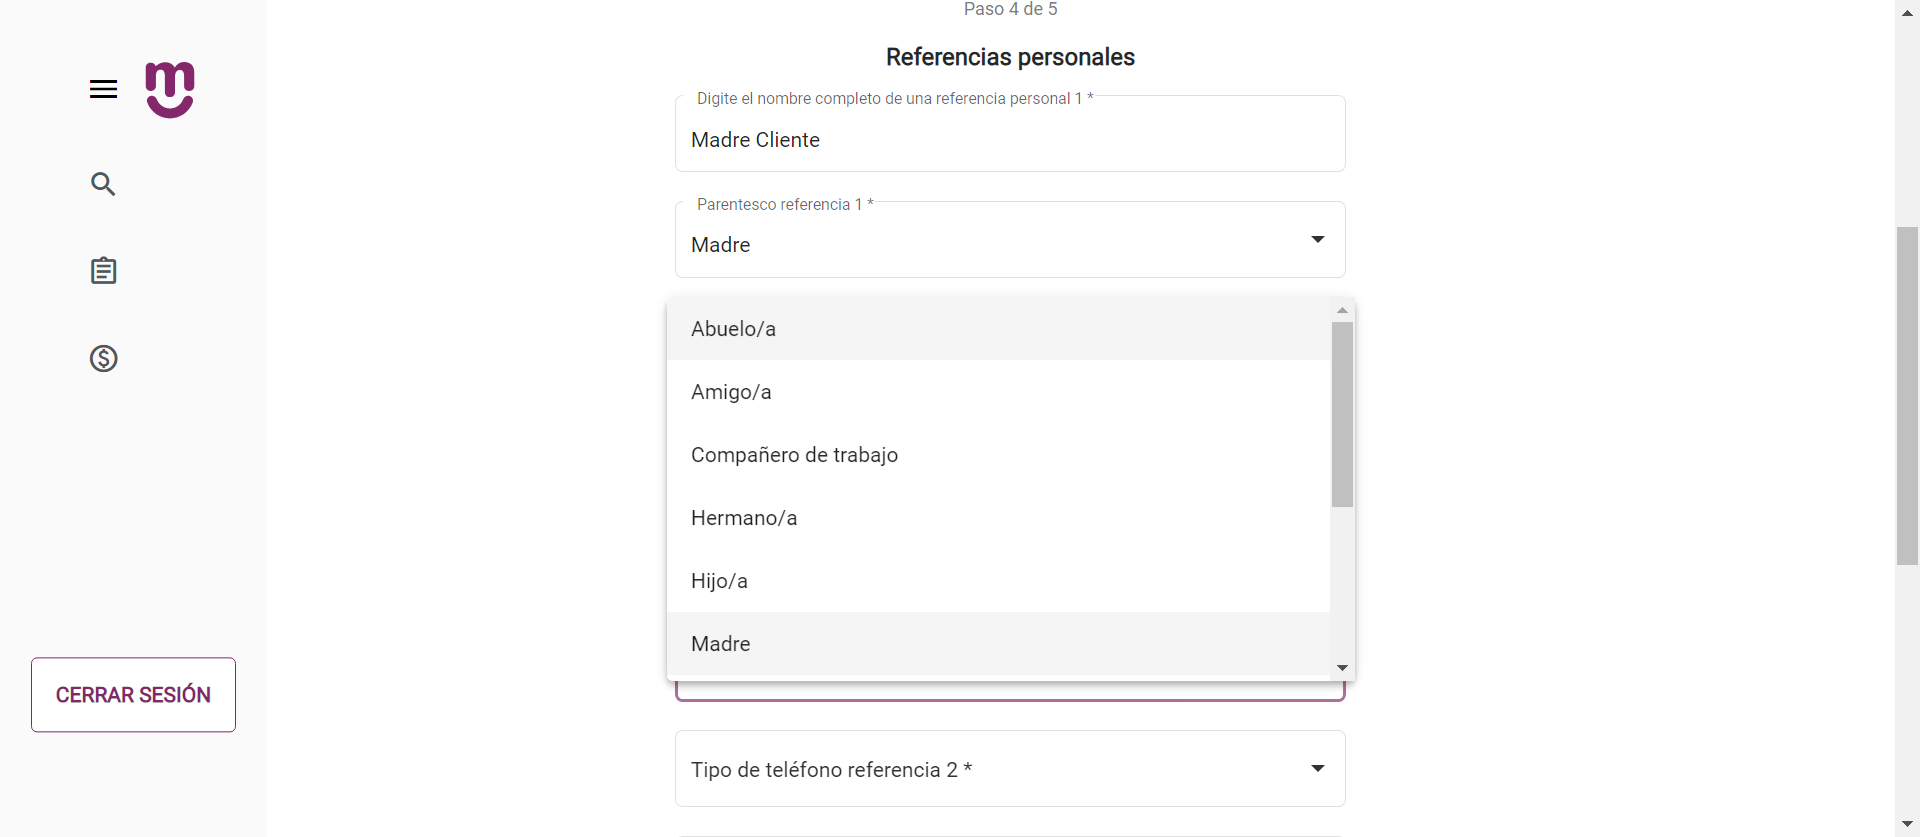 Paso 4 de 5
Referencias personales
Digite el nombre completo de una referencia personal 1 *
Madre Cliente
Parentesco referencia 1 *
Madre
Abuelo/a
Amigo/a
Compañero de trabajo
Hermano/a
Hijo/a
Madre
Tipo de teléfono referencia 2 *
CERRAR SESIÓN